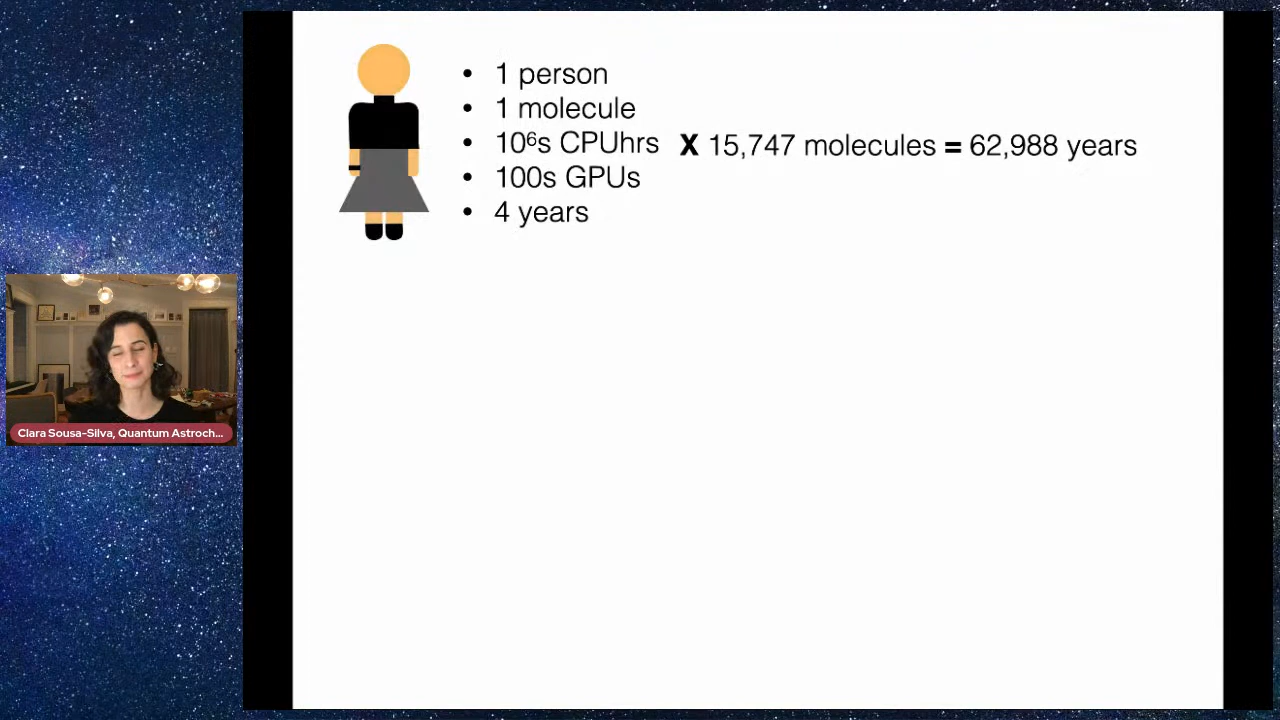 • 1 person
• 1 molecule
• 10⁶s CPUhrs X 15,747 molecules = 62,988 years
• 100s GPUs
• 4 years
Clara Sousa-Silva, Quantum Astroch...